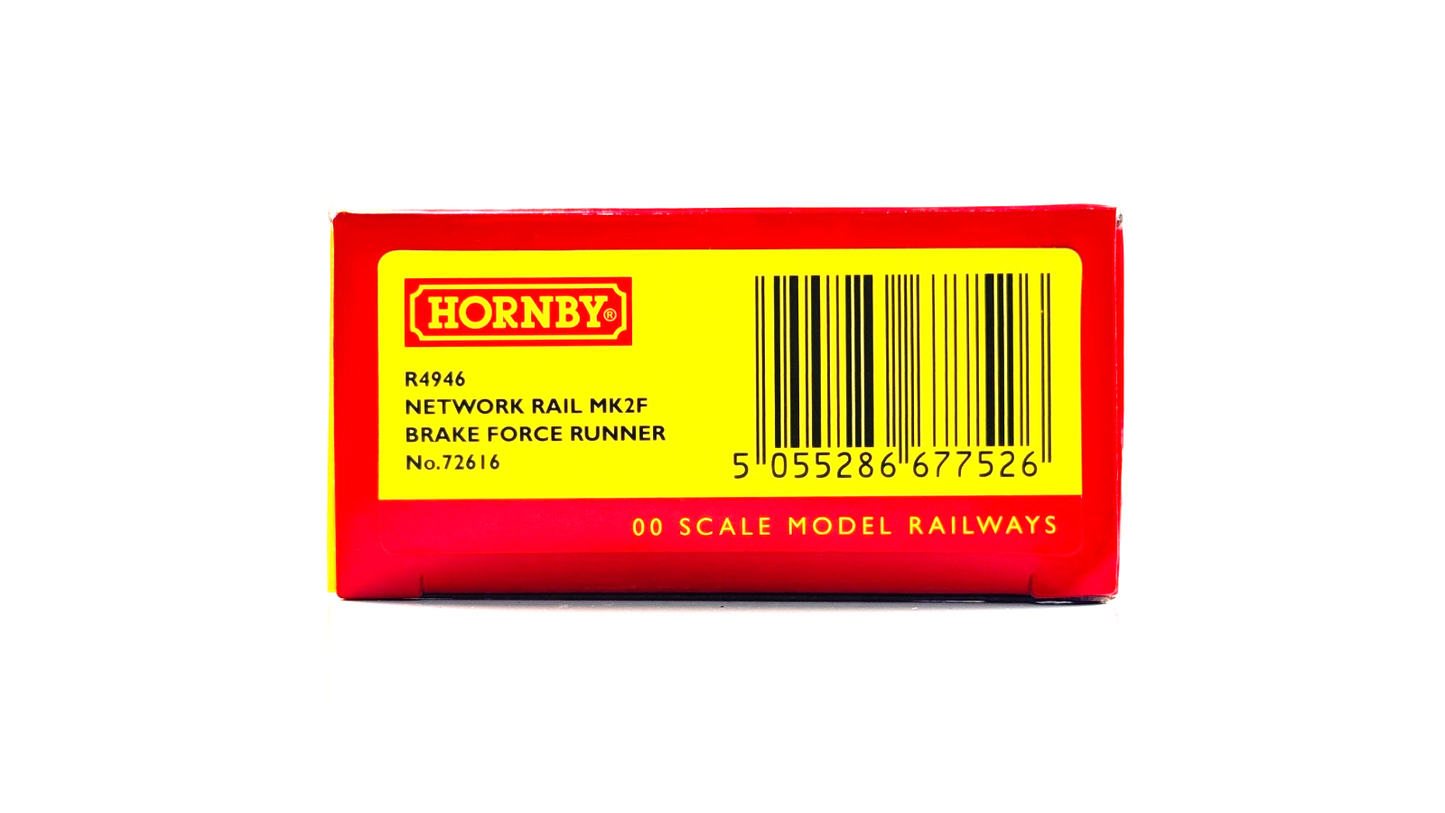 HORNBY®
R4946
NETWORK RAIL MK2F
BRAKE FORCE RUNNER
No.72616
5 055286 677526
00 SCALE MODEL RAILWAYS